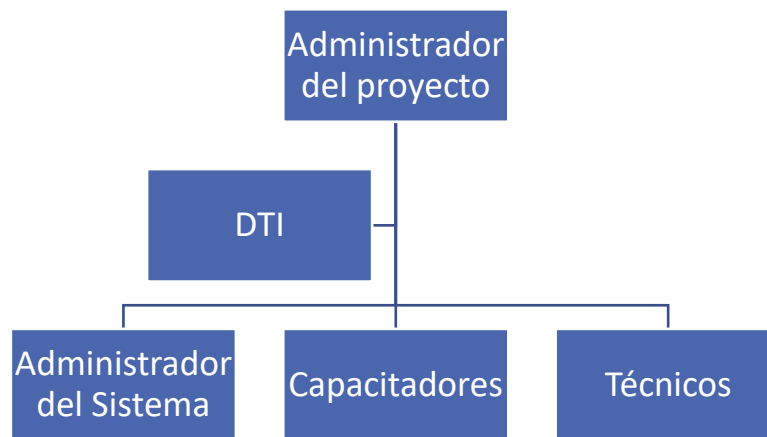 Administrador
del proyecto
DTI
Administrador
del Sistema
Capacitadores
Técnicos